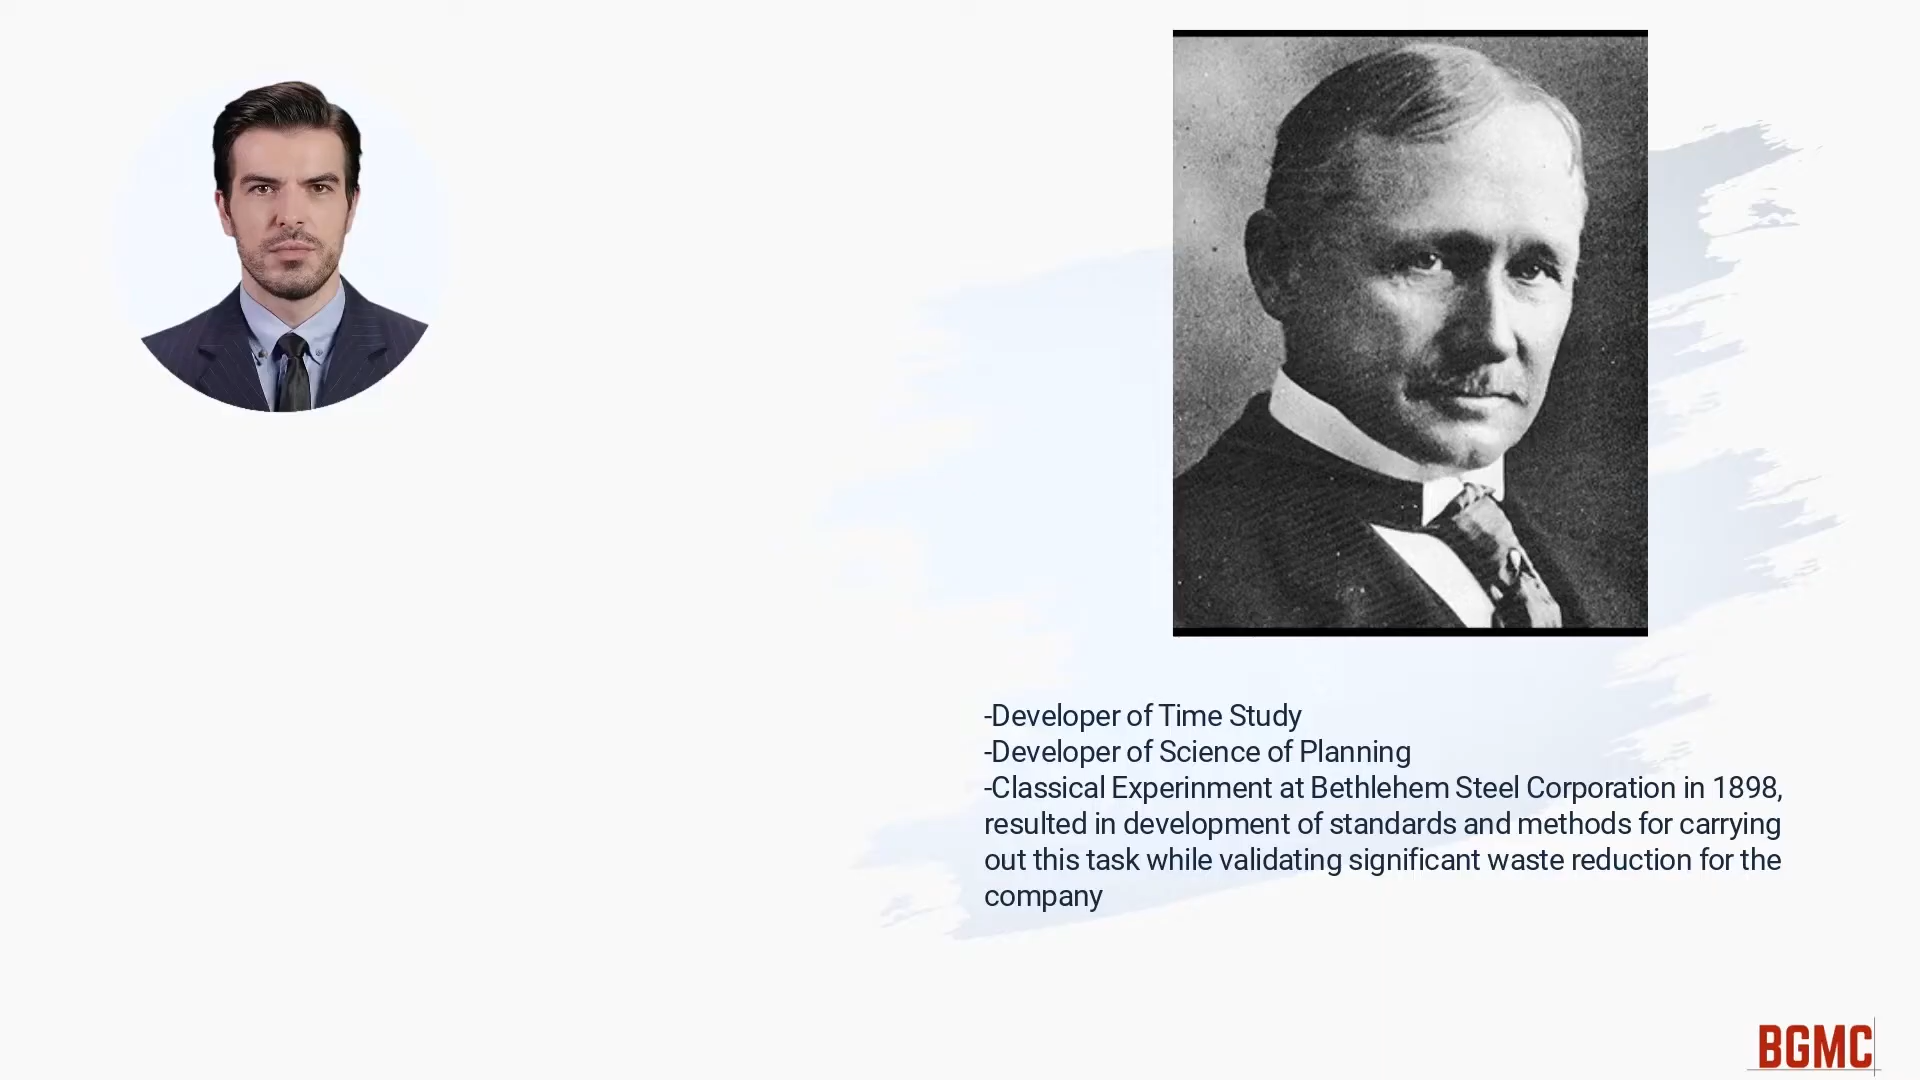 -Developer of Time Study
-Developer of Science of Planning
-Classical Experinment at Bethlehem Steel Corporation in 1898,
resulted in development of standards and methods for carrying
out this task while validating significant waste reduction for the
company
BGMC